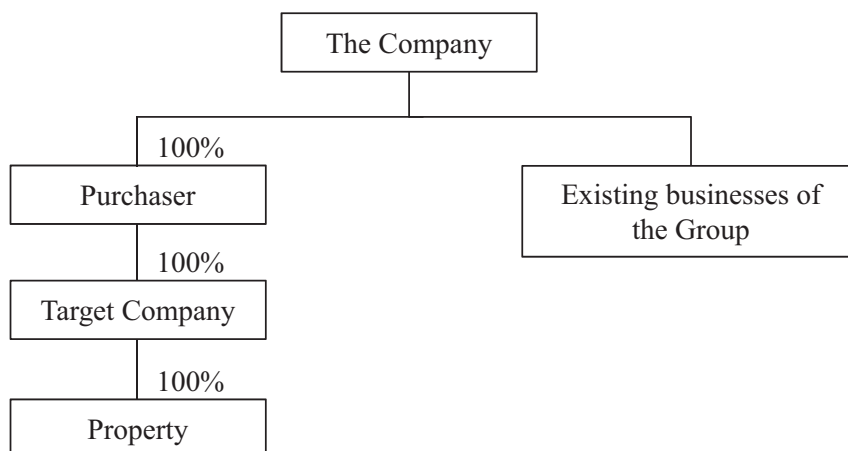 The Company
100%
Purchaser
Existing businesses of
the Group
100%
Target Company
100%
Property